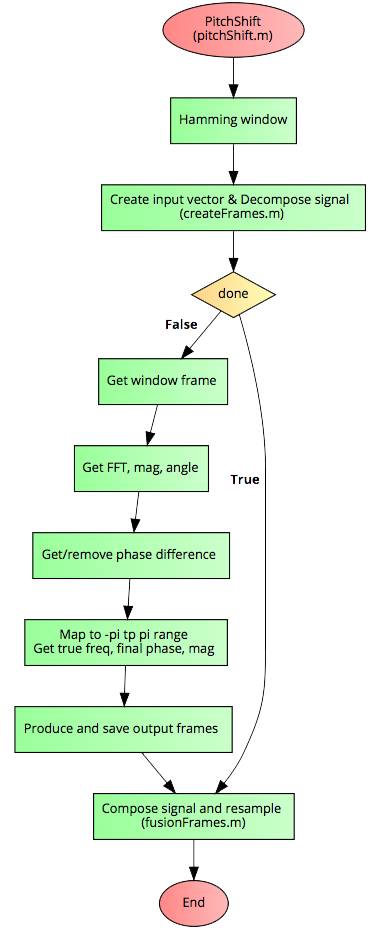 PitchShift
(pitchShift.m)
Hamming window
Create input vector & Decompose signal
(createFrames.m)
done
False
Get window frame
Get FFT, mag, angle
True
Get/remove phase difference
Map to -pi tp pi range
Get true freq, final phase, mag
Produce and save output frames
Compose signal and resample
(fusionFrames.m)
End